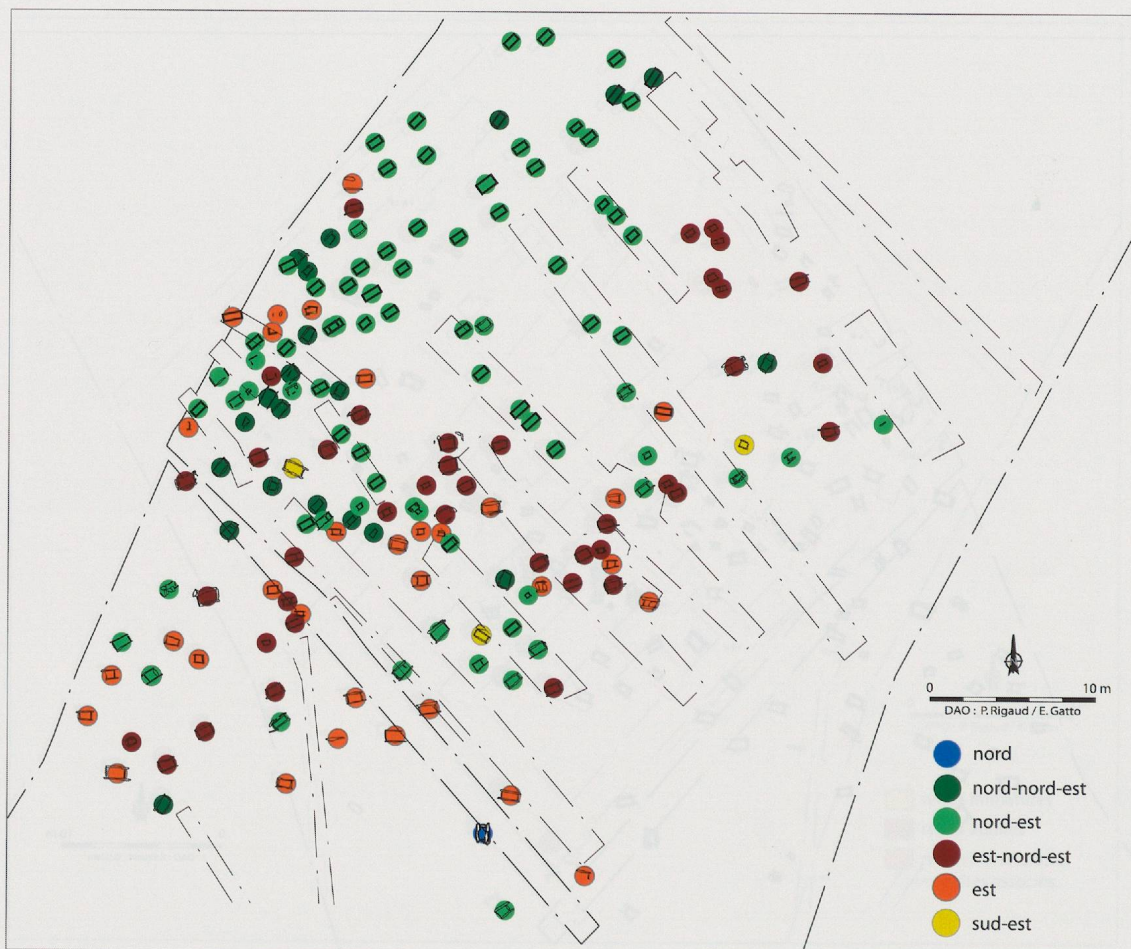 0 10 m
DAO : P. Rigaud / E. Gatto
nord
nord-nord-est
nord-est
est-nord-est
est
sud-est